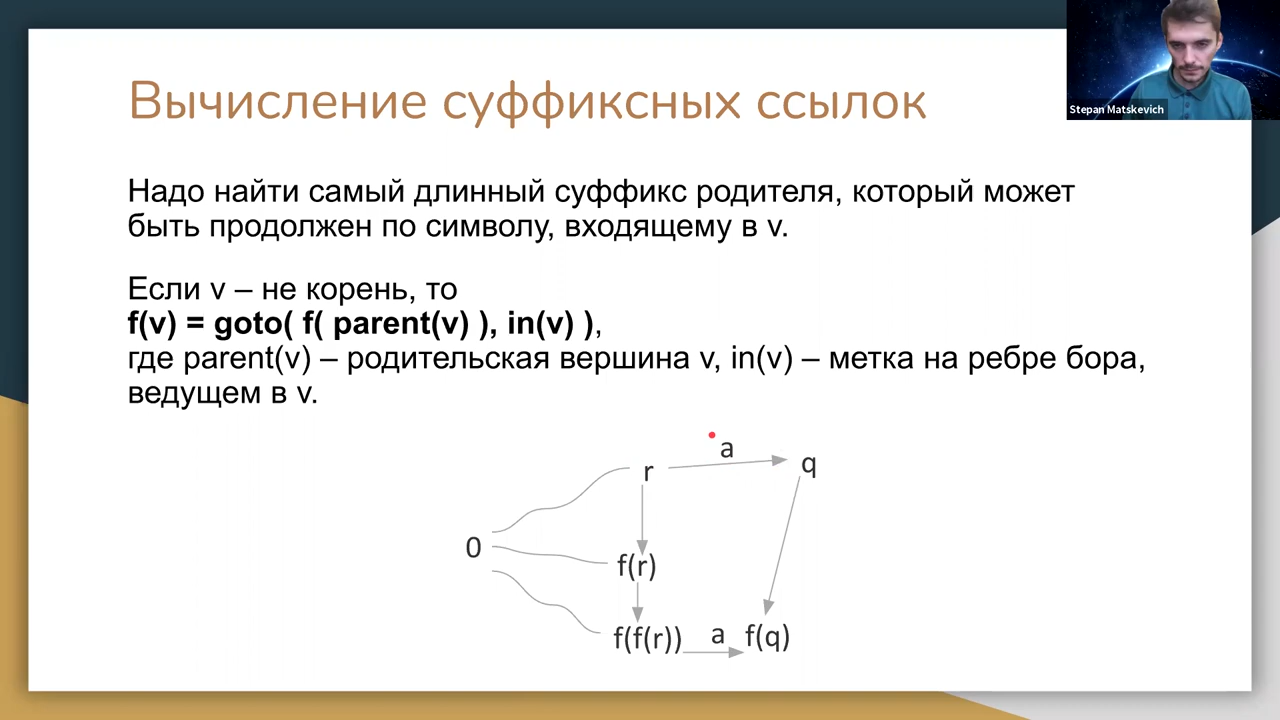 Вычисление суффиксных ссылок
Stepan Matskevich
Надо найти самый длинный суффикс родителя, который может
быть продолжен по символу, входящему в v.
Если v – не корень, то
f(v) = goto( f( parent(v) ), in(v) ),
где parent(v) – родительская вершина v, in(v) – метка на ребре бора,
ведущем в v.
a
r
q
0
f(r)
f(f(r))
a
f(q)